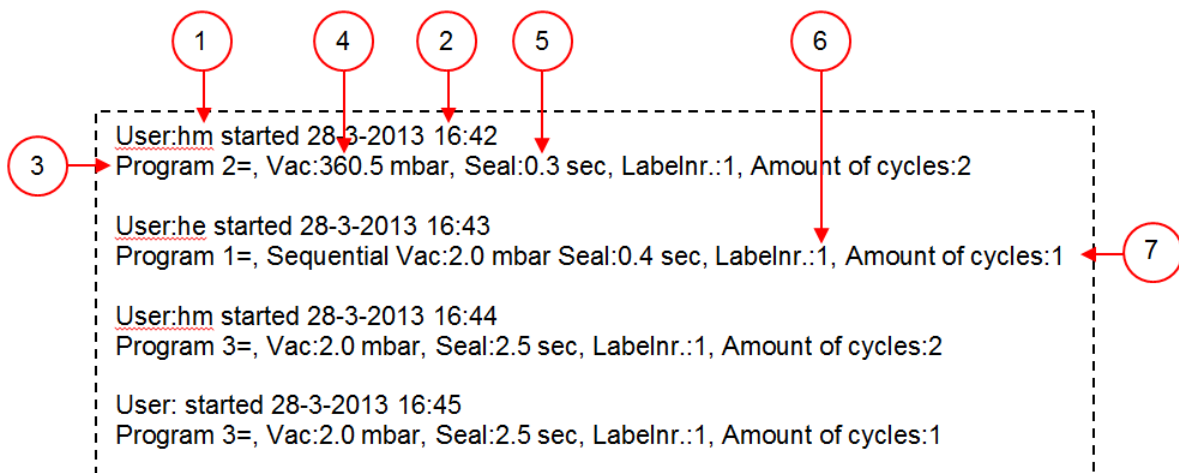 1 4 2 5 6
User:hm started 28-3-2013 16:42
3 Program 2=, Vac:360.5 mbar, Seal:0.3 sec, Labelnr.:1, Amount of cycles:2
User:he started 28-3-2013 16:43
Program 1=, Sequential Vac:2.0 mbar Seal:0.4 sec, Labelnr.:1, Amount of cycles:1 7
User:hm started 28-3-2013 16:44
Program 3=, Vac:2.0 mbar, Seal:2.5 sec, Labelnr.:1, Amount of cycles:2
User: started 28-3-2013 16:45
Program 3=, Vac:2.0 mbar, Seal:2.5 sec, Labelnr.:1, Amount of cycles:1